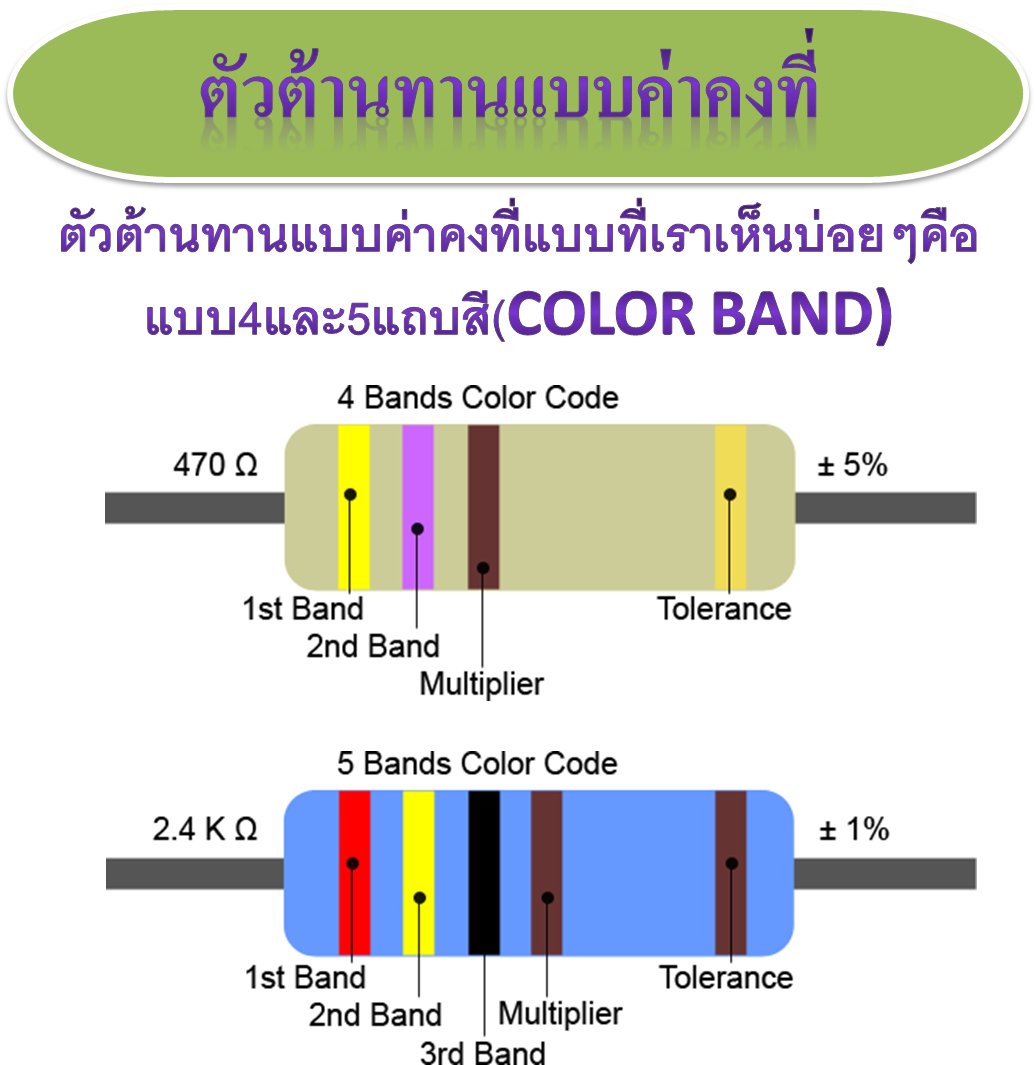 ตัวต้านทานแบบค่าคงที่
ตัวต้านทานแบบค่าคงที่แบบที่เราเห็นบ่อยๆคือ
แบบ4และ5แถบสี(COLOR BAND)
4 Bands Color Code
470 Ω
± 5%
1st Band
Tolerance
2nd Band
Multiplier
5 Bands Color Code
2.4 K Ω
± 1%
1st Band
Tolerance
2nd Band
Multiplier
3rd Band